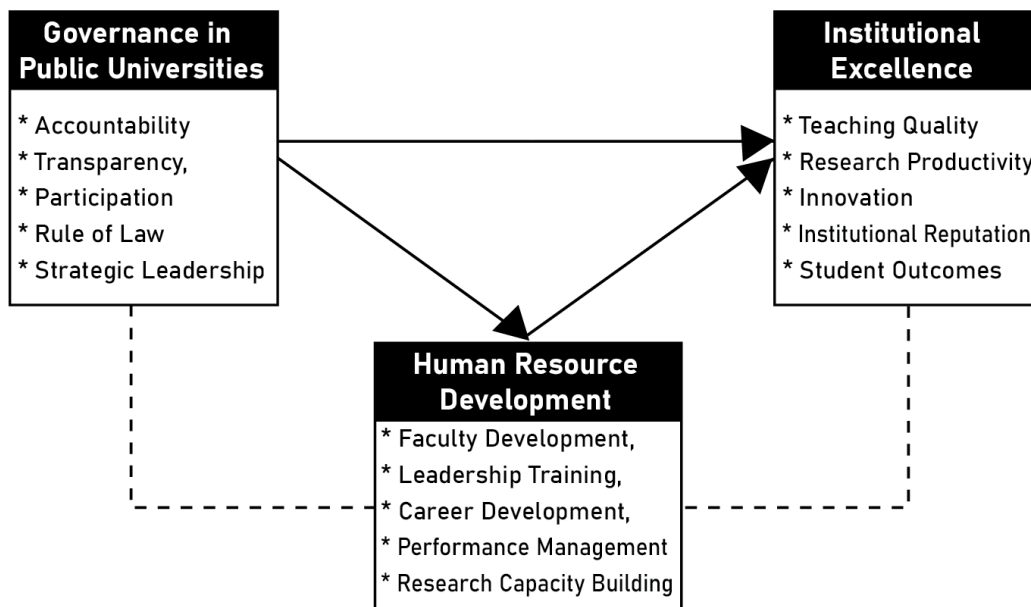 Governance in
Public Universities
* Accountability
* Transparency,
* Participation
* Rule of Law
* Strategic Leadership
Institutional
Excellence
* Teaching Quality
* Research Productivity
* Innovation
* Institutional Reputation
* Student Outcomes
Human Resource
Development
* Faculty Development,
* Leadership Training,
* Career Development,
* Performance Management
* Research Capacity Building